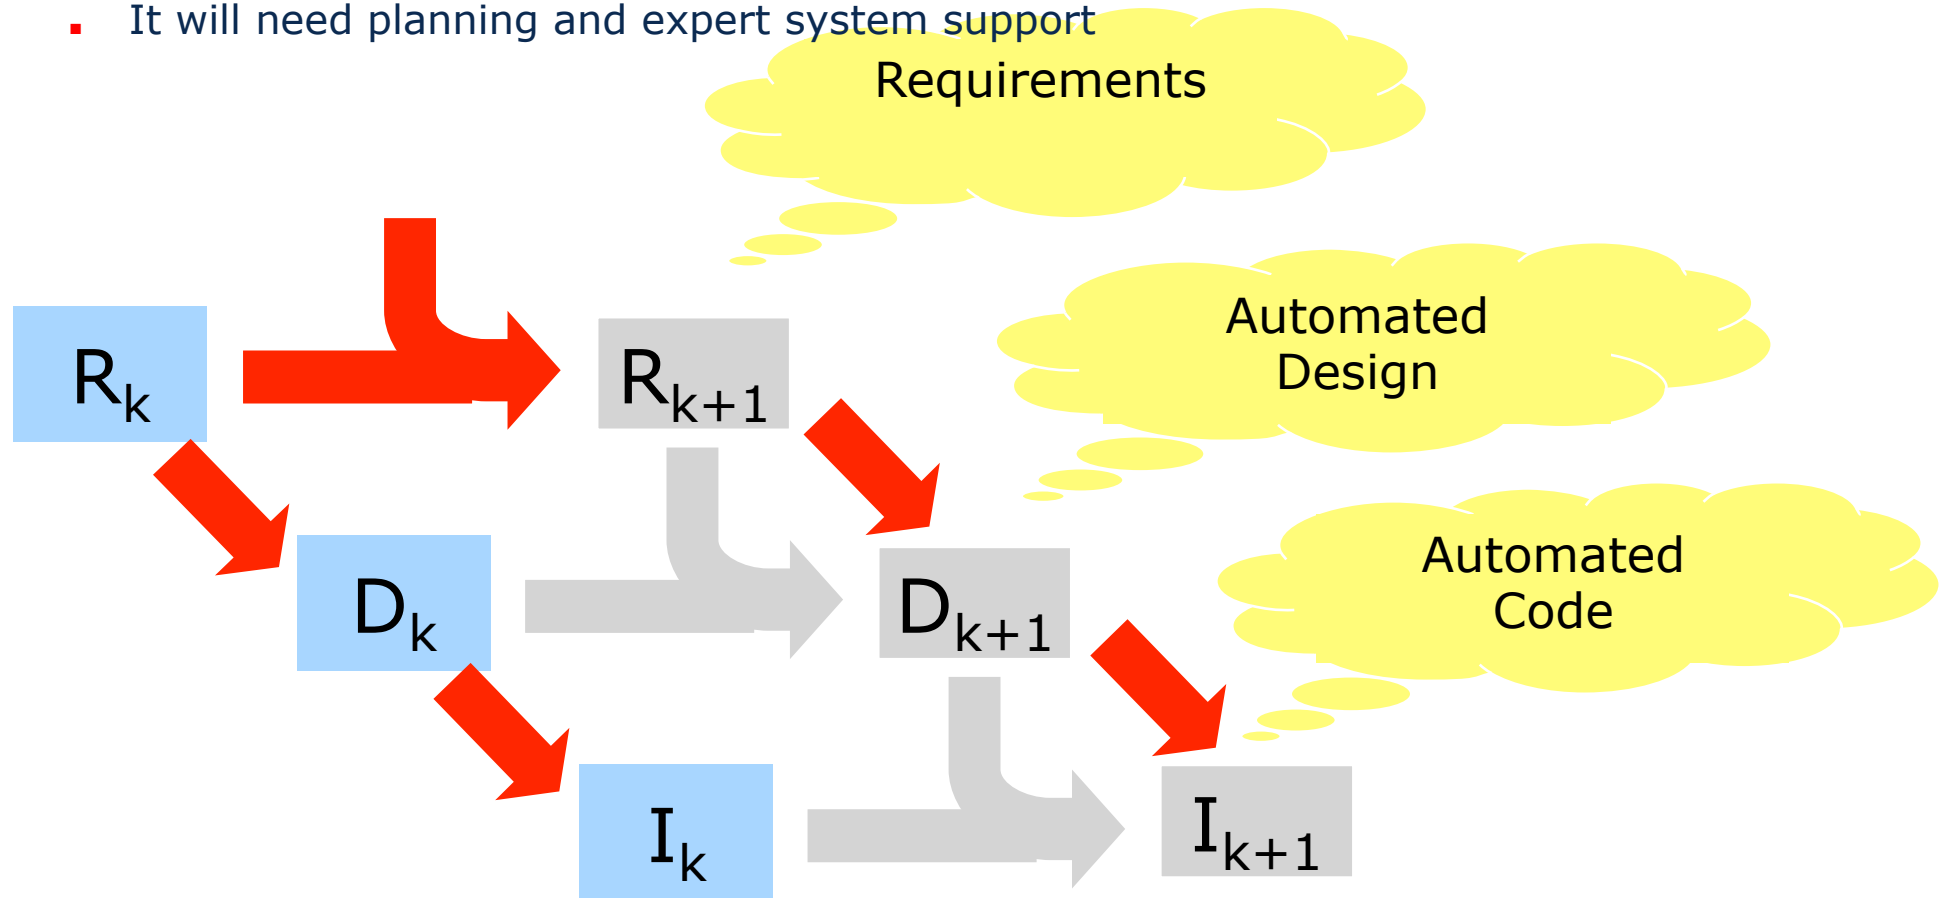 It will need planning and expert system support
Requirements
Automated
Design
Rk
Rk+1
Automated
Code
Dk
Dk+1
Ik
Ik+1